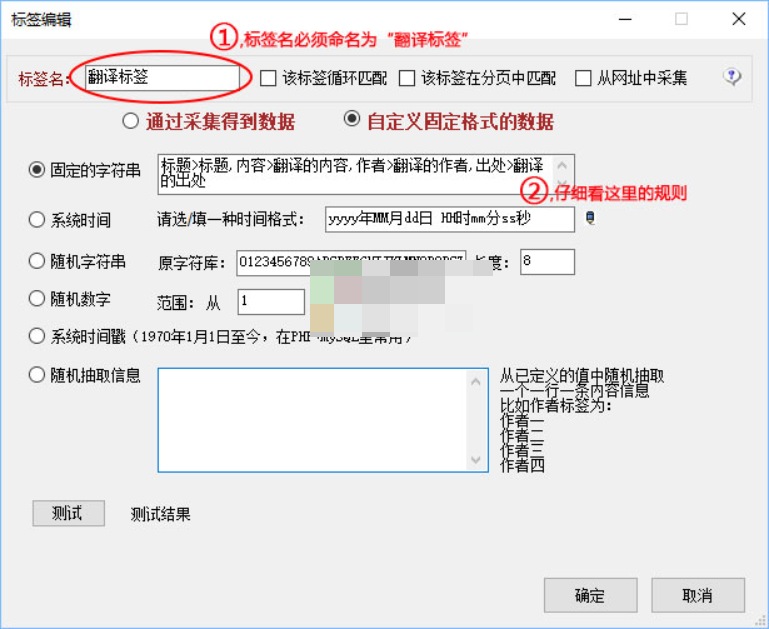 标签编辑
①,标签名必须命名为“翻译标签”
标签名: 翻译标签 该标签循环匹配 该标签在分页中匹配 从网址中采集
通过采集得到数据 自定义固定格式的数据
固定的字符串 标题>标题,内容>翻译的内容,作者>翻译的作者,出处>翻译
的出处
②,仔细看这里的规则
系统时间 请选/填一种时间格式: yyyy年MM月dd日 HH时mm分ss秒
随机字符串 原字符库: 0123456789 长度: 8
随机数字 范围: 从 1
系统时间戳(1970年1月1日至今，在PHP
随机抽取信息 从已定义的值中随机抽取
一个一行一条内容信息
比如作者标签为:
作者一
作者二
作者三
作者四
测试 测试结果
确定 取消